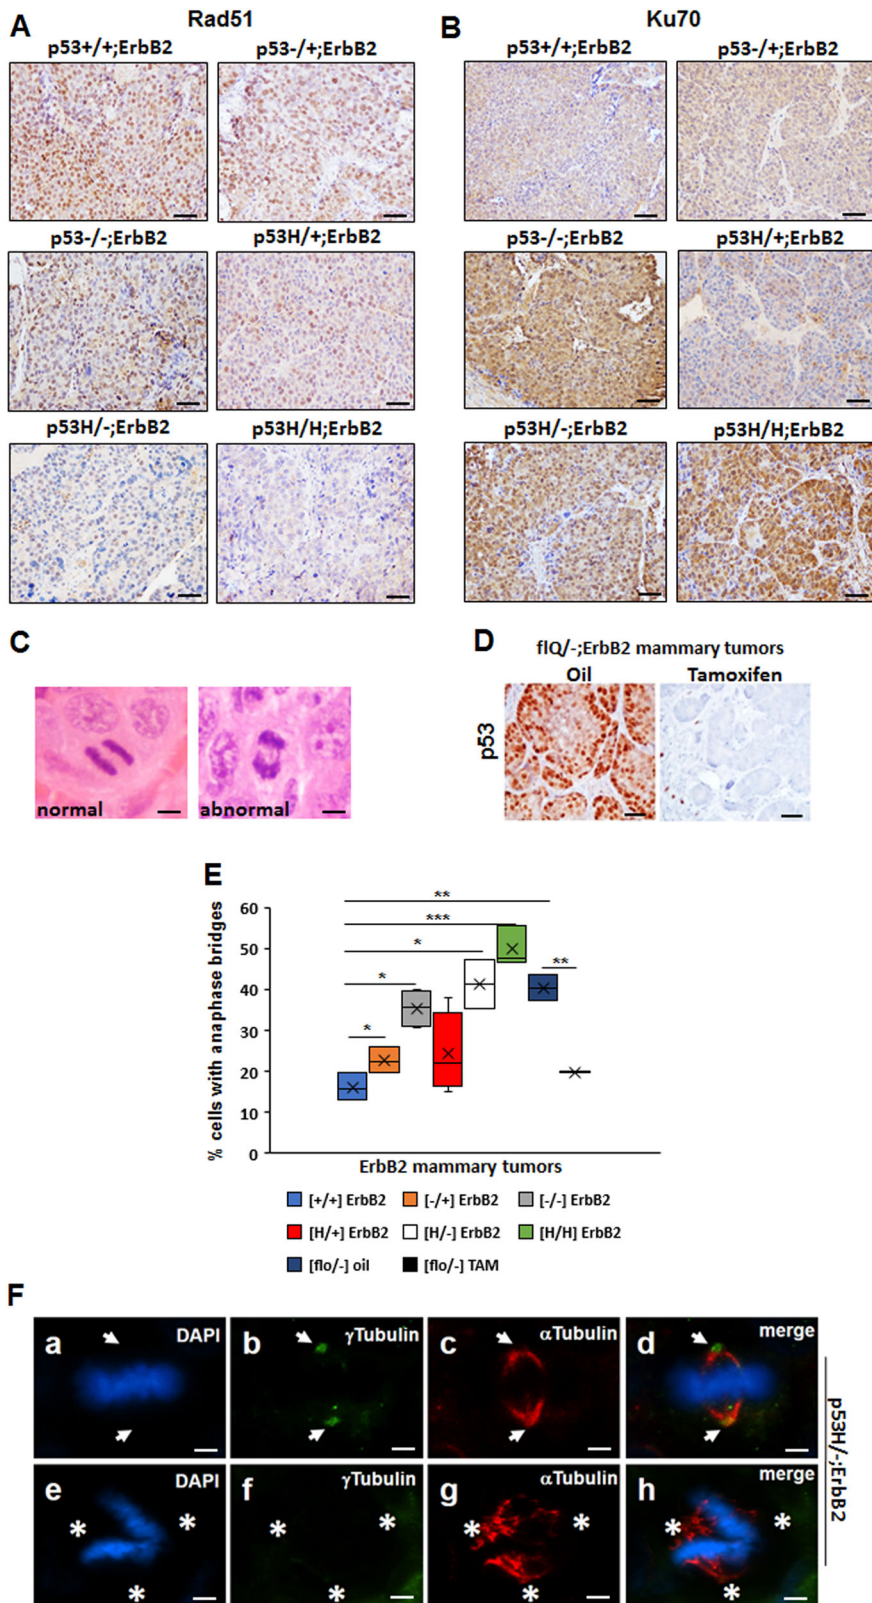 A
Rad51
p53+/+;ErbB2
p53-/+;ErbB2
p53-/-;ErbB2
p53H/+;ErbB2
p53H/-;ErbB2
p53H/H;ErbB2
B
Ku70
p53+/+;ErbB2
p53-/+;ErbB2
p53-/-;ErbB2
p53H/+;ErbB2
p53H/-;ErbB2
p53H/H;ErbB2
C
normal
abnormal
D
flQ/-;ErbB2 mammary tumors
Oil
Tamoxifen
p53
E
% cells with anaphase bridges
60
50
40
30
20
10
0
**
***
*
*
*
**
ErbB2 mammary tumors
[+/+] ErbB2
[-/+] ErbB2
[-/-] ErbB2
[H/+] ErbB2
[H/-] ErbB2
[H/H] ErbB2
[flo/-] oil
[flo/-] TAM
F
a
DAPI
b
γTubulin
c
αTubulin
d
merge
e
DAPI
* * *
f
γTubulin
* * *
g
αTubulin
* * *
h
merge
* * *
p53H/-;ErbB2